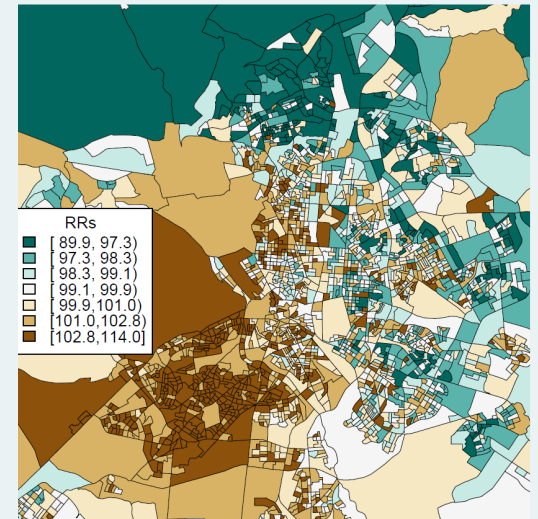 RRs
[ 89.9, 97.3)
[ 97.3, 98.3)
[ 98.3, 99.1)
[ 99.1, 99.9)
[ 99.9,101.0)
[101.0,102.8)
[102.8,114.0]